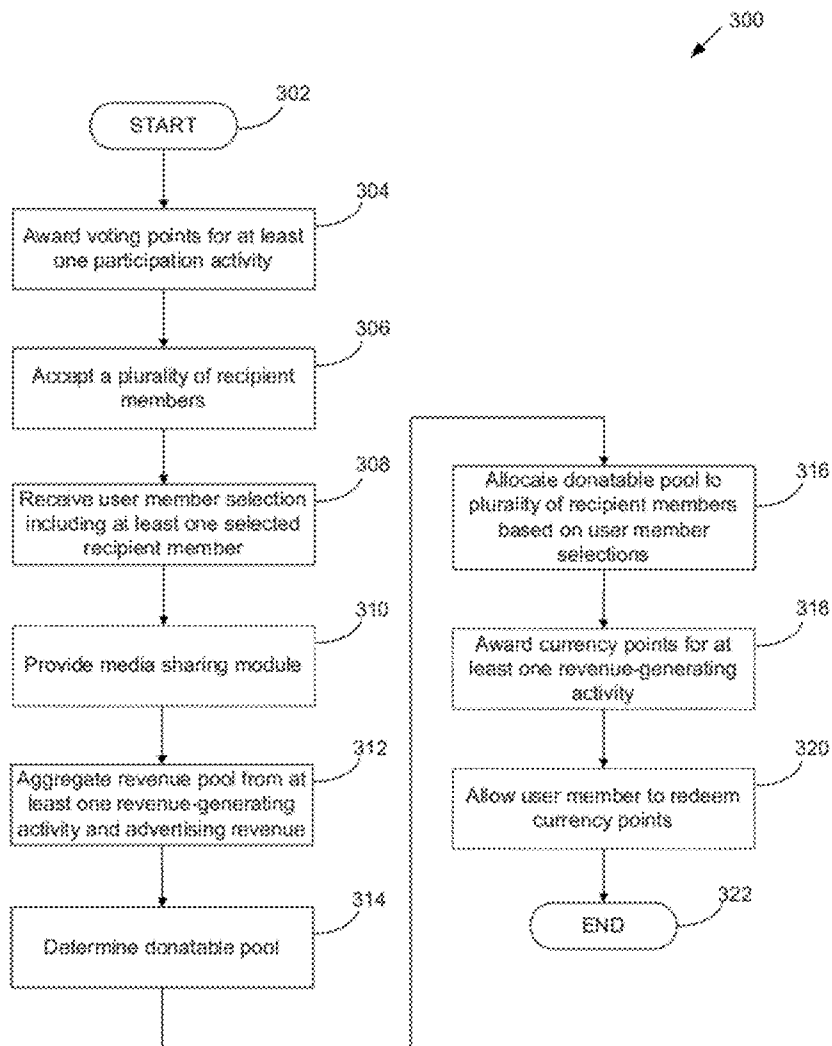 300
START
302
304
Award voting points for at least
one participation activity
306
Accept a plurality of recipient
members
308
Receive user member selection
including at least one selected
recipient member
310
Provide media sharing module
312
Aggregate revenue pool from at
least one revenue-generating
activity and advertising revenue
314
Determine donatable pool
316
Allocate donatable pool to
plurality of recipient members
based on user member
selections
318
Award currency points for at
least one revenue-generating
activity
320
Allow user member to redeem
currency points
322
END